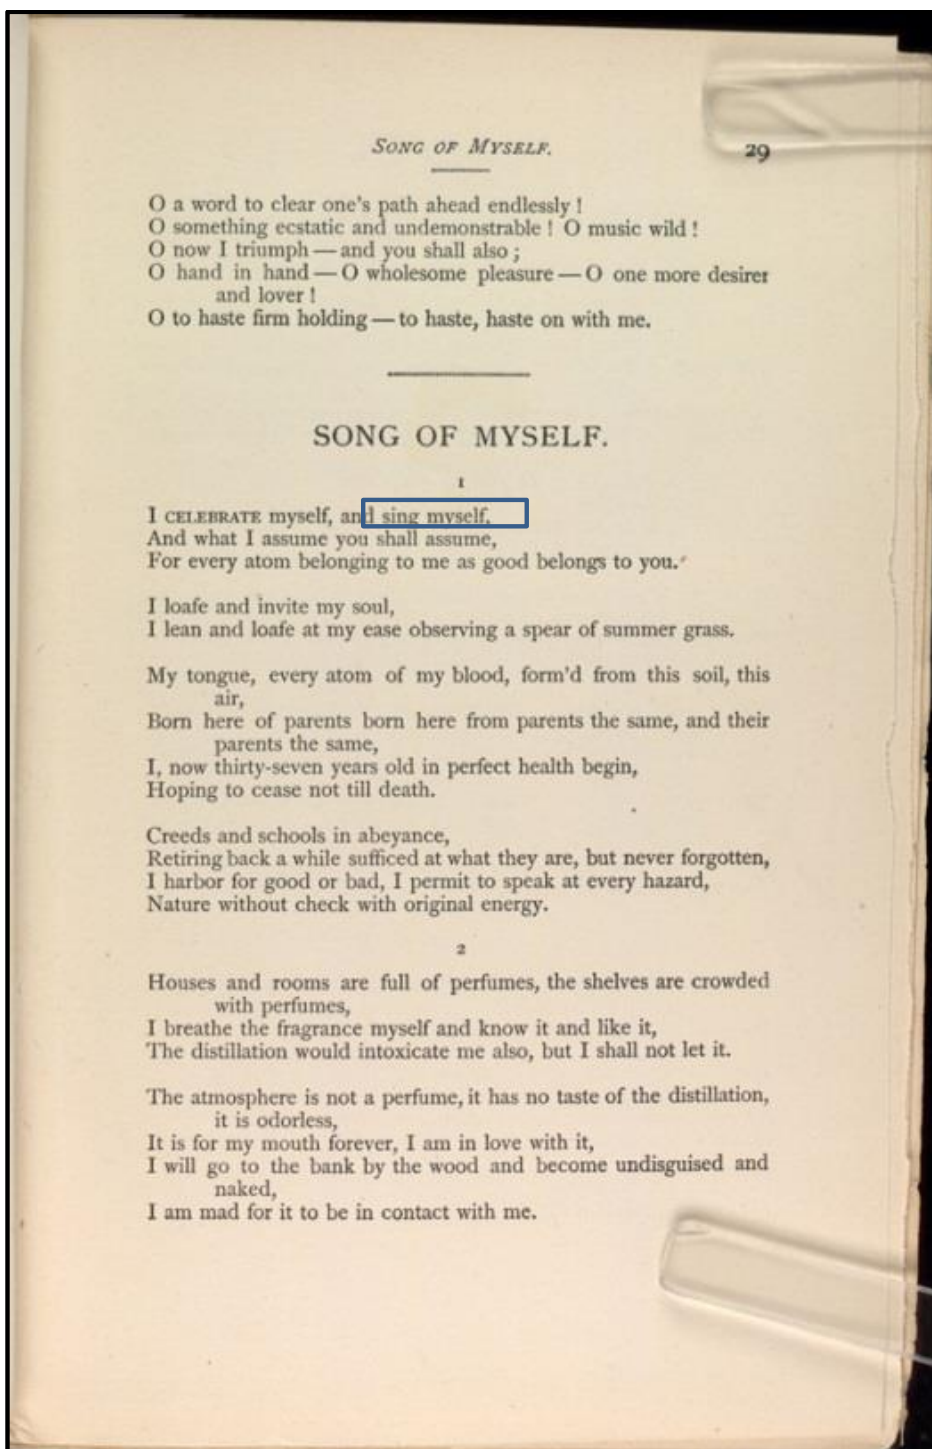 SONG OF MYSELF. 29
O a word to clear one's path ahead endlessly !
O something ecstatic and undemonstrable ! O music wild !
O now I triumph — and you shall also ;
O hand in hand — O wholesome pleasure — O one more desirer
and lover !
O to haste firm holding — to haste, haste on with me.
SONG OF MYSELF.
1
I CELEBRATE myself, and sing myself,
And what I assume you shall assume,
For every atom belonging to me as good belongs to you.
I loafe and invite my soul,
I lean and loafe at my ease observing a spear of summer grass.
My tongue, every atom of my blood, form'd from this soil, this
air,
Born here of parents born here from parents the same, and their
parents the same,
I, now thirty-seven years old in perfect health begin,
Hoping to cease not till death.
Creeds and schools in abeyance,
Retiring back a while sufficed at what they are, but never forgotten,
I harbor for good or bad, I permit to speak at every hazard,
Nature without check with original energy.
2
Houses and rooms are full of perfumes, the shelves are crowded
with perfumes,
I breathe the fragrance myself and know it and like it,
The distillation would intoxicate me also, but I shall not let it.
The atmosphere is not a perfume, it has no taste of the distillation,
it is odorless,
It is for my mouth forever, I am in love with it,
I will go to the bank by the wood and become undisguised and
naked,
I am mad for it to be in contact with me.